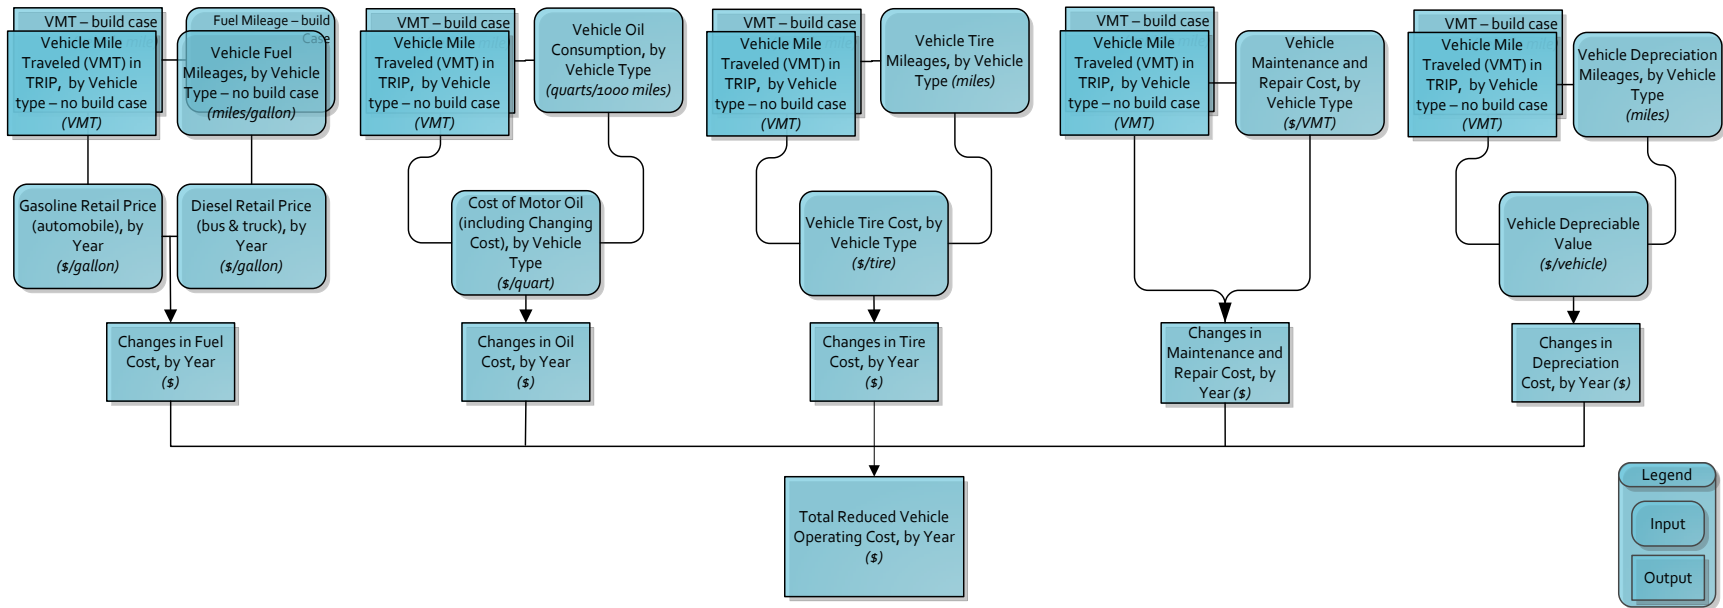 VMT – build case
Vehicle Mile
Traveled (VMT) in
TRIP, by Vehicle
type – no build case
(VMT)
Fuel Mileage – build
Case
Vehicle Fuel
Mileages, by Vehicle
Type – no build case
(miles/gallon)
Gasoline Retail Price
(automobile), by
Year
($/gallon)
Diesel Retail Price
(bus & truck), by
Year
($/gallon)
Changes in Fuel
Cost, by Year
($)
VMT – build case
Vehicle Mile
Traveled (VMT) in
TRIP, by Vehicle
type – no build case
(VMT)
Vehicle Oil
Consumption, by
Vehicle Type
(quarts/1000 miles)
Cost of Motor Oil
(including Changing
Cost), by Vehicle
Type
($/quart)
Changes in Oil
Cost, by Year
($)
VMT – build case
Vehicle Mile
Traveled (VMT) in
TRIP, by Vehicle
type – no build case
(VMT)
Vehicle Tire
Mileages, by Vehicle
Type (miles)
Vehicle Tire Cost, by
Vehicle Type
($/tire)
Changes in Tire
Cost, by Year
($)
VMT – build case
Vehicle Mile
Traveled (VMT) in
TRIP, by Vehicle
type – no build case
(VMT)
Vehicle
Maintenance and
Repair Cost, by
Vehicle Type
($/VMT)
Changes in
Maintenance and
Repair Cost, by
Year ($)
VMT – build case
Vehicle Mile
Traveled (VMT) in
TRIP, by Vehicle
type – no build case
(VMT)
Vehicle Depreciation
Mileages, by Vehicle
Type
(miles)
Vehicle Depreciable
Value
($/vehicle)
Changes in
Depreciation
Cost, by Year ($)
Total Reduced Vehicle
Operating Cost, by Year
($)
Legend
Input
Output